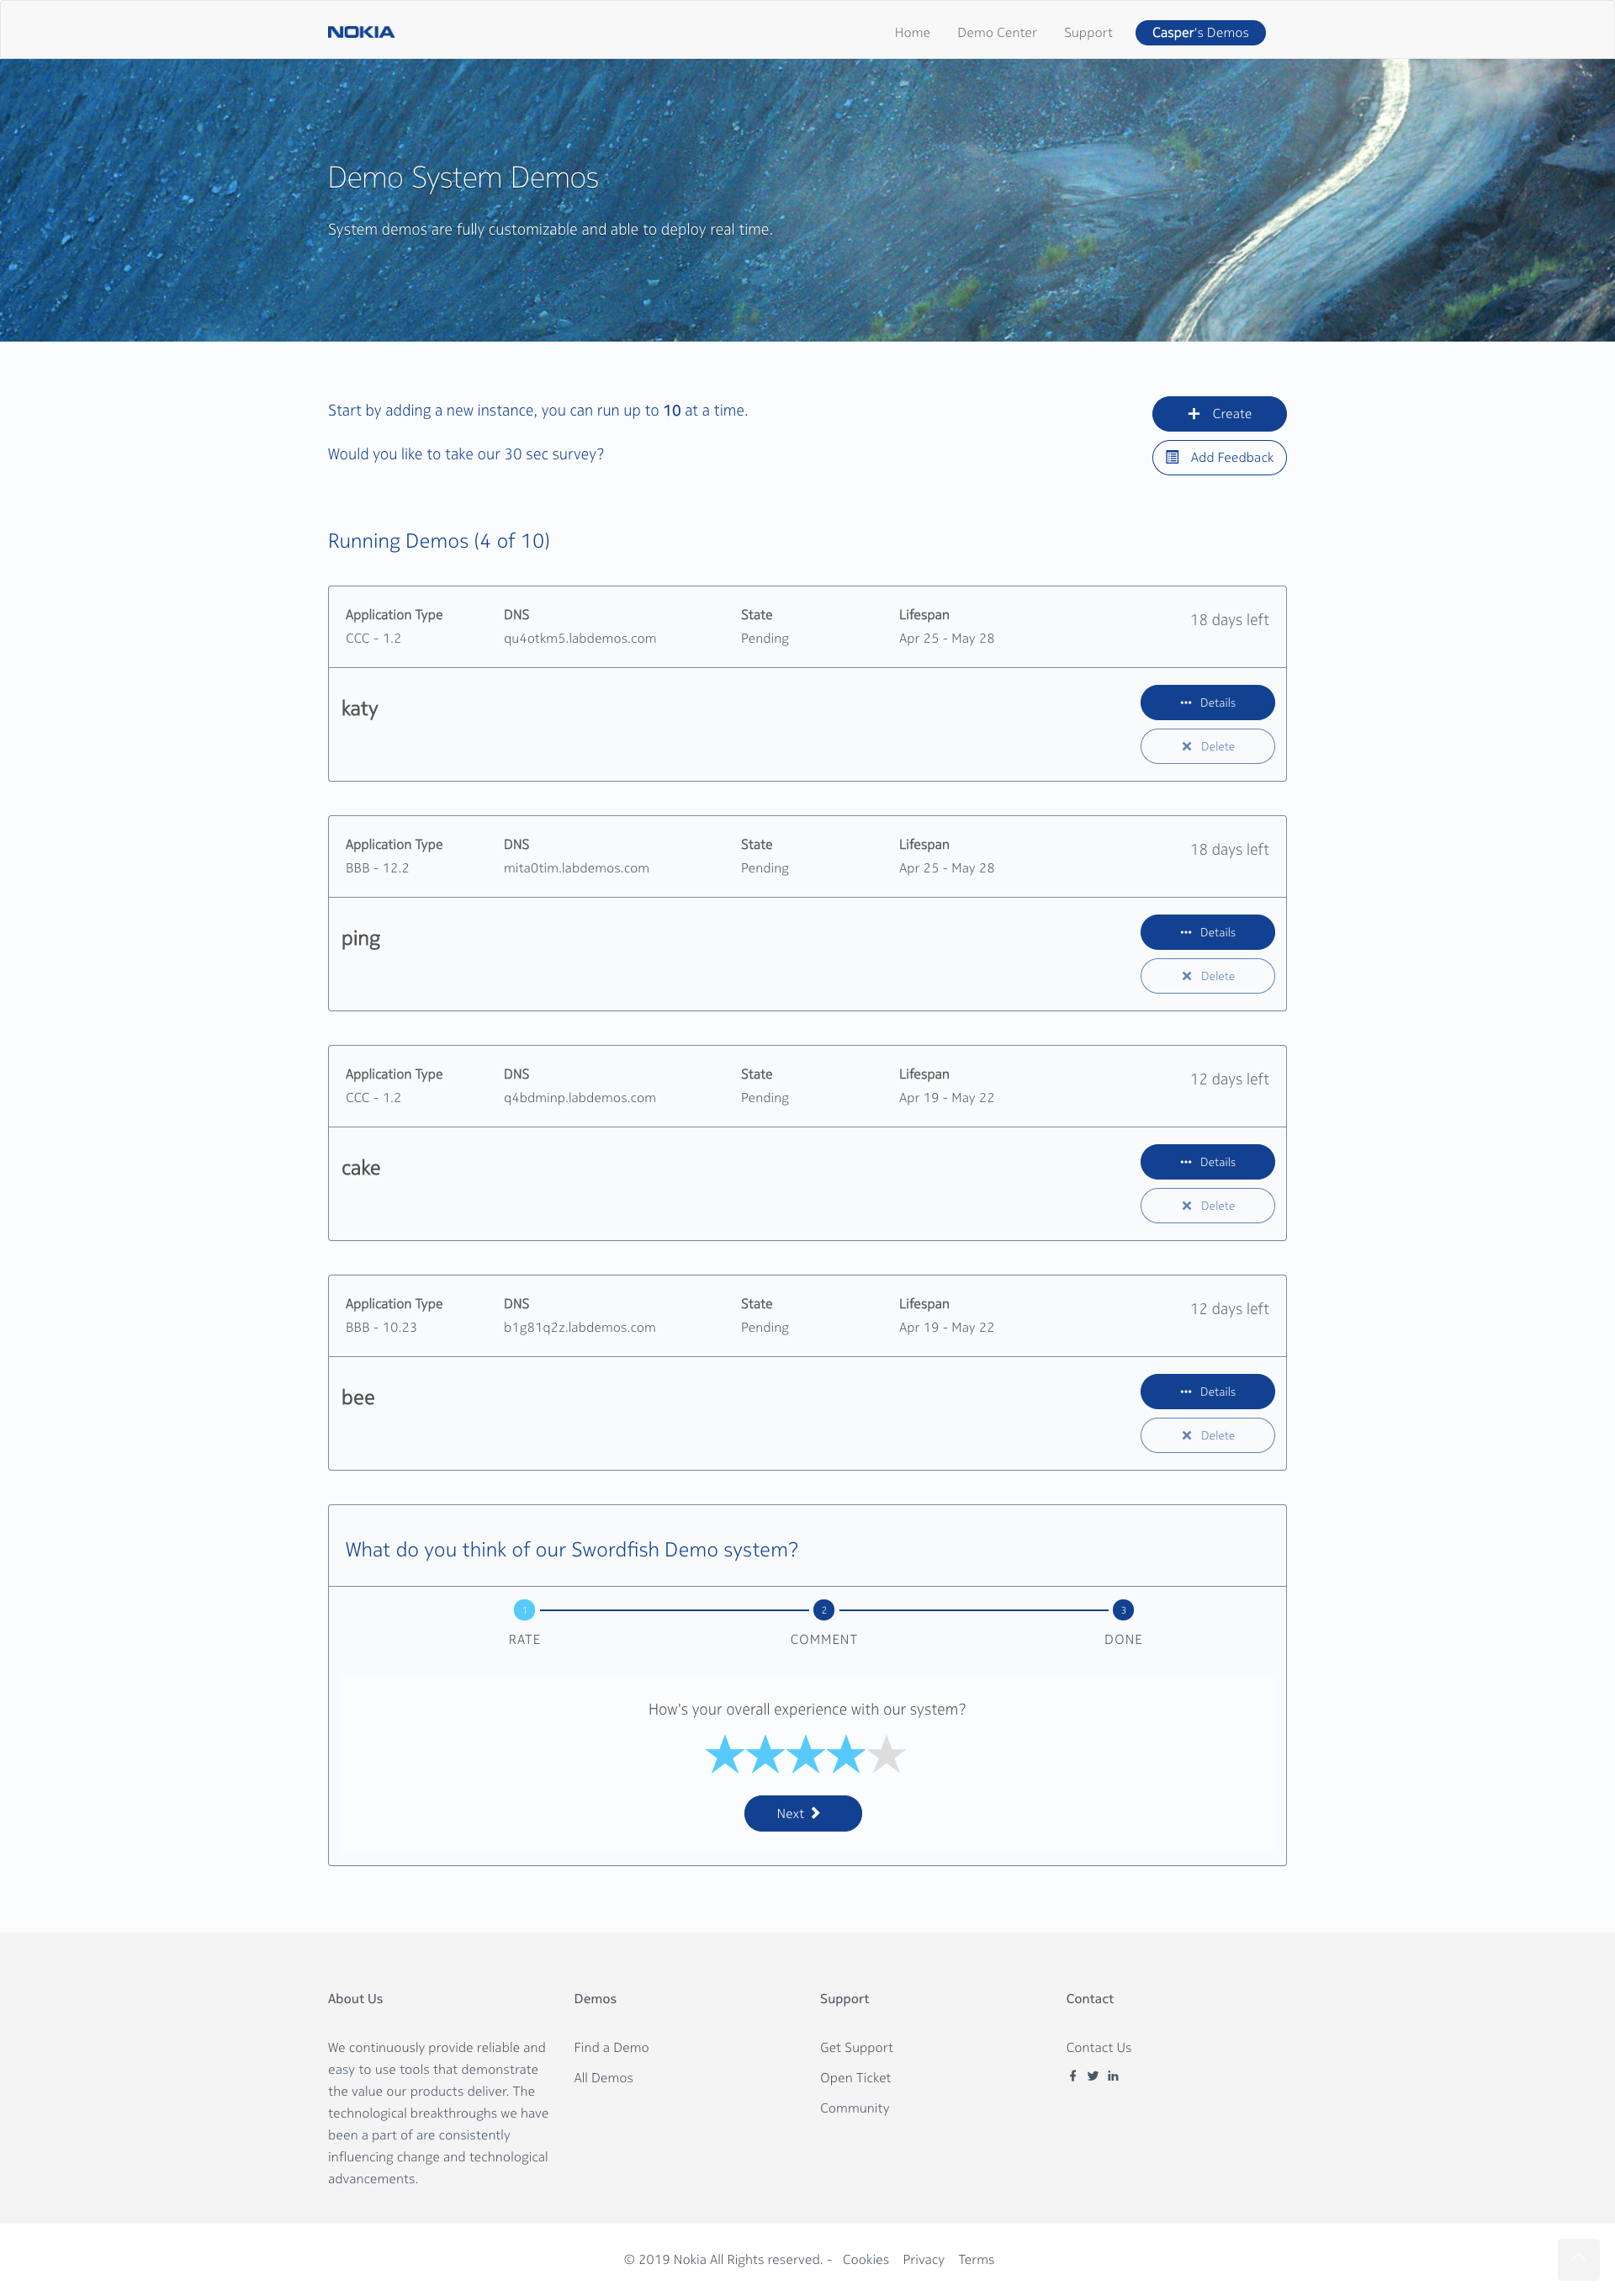 NOKIA
Home Demo Center Support Casper's Demos
Demo System Demos
System demos are fully customizable and able to deploy real time.
Start by adding a new instance, you can run up to 10 at a time.
Create
Would you like to take our 30 sec survey?
Add Feedback
Running Demos (4 of 10)
Application Type DNS State Lifespan
18 days left
CCC - 1.2 qu4otkm5.labdemos.com Pending Apr 25 - May 28
katy
Details
Delete
Application Type DNS State Lifespan
18 days left
BBB - 12.2 mita0tim.labdemos.com Pending Apr 25 - May 28
ping
Details
Delete
Application Type DNS State Lifespan
12 days left
CCC - 1.2 q4bdminp.labdemos.com Pending Apr 19 - May 22
cake
Details
Delete
Application Type DNS State Lifespan
12 days left
BBB - 10.23 b1g81q2z.labdemos.com Pending Apr 19 - May 22
bee
Details
Delete
What do you think of our Swordfish Demo system?
1 2 3
RATE COMMENT DONE
How's your overall experience with our system?
Next
About Us
We continuously provide reliable and
easy to use tools that demonstrate
the value our products deliver. The
technological breakthroughs we have
been a part of are consistently
influencing change and technological
advancements.
Demos
Find a Demo
All Demos
Support
Get Support
Open Ticket
Community
Contact
Contact Us
© 2019 Nokia All Rights reserved. - Cookies Privacy Terms